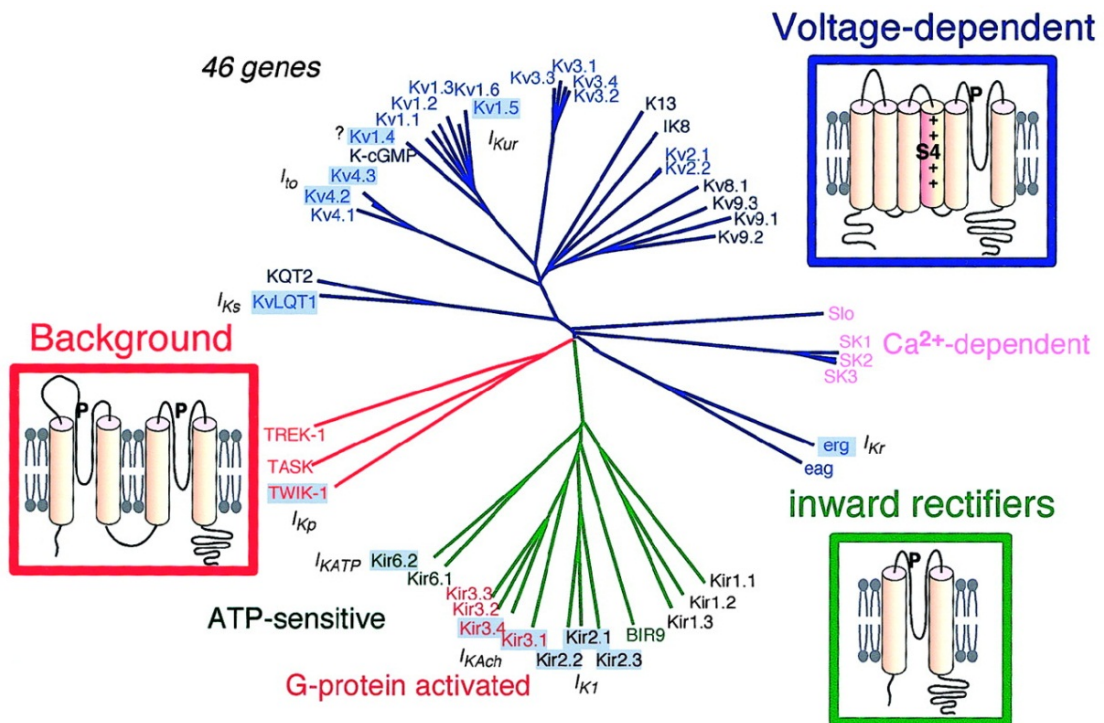 Voltage-dependent
46 genes
Kv1.3
Kv1.6
Kv1.2
Kv1.5
Kv1.1
? Kv1.4
IKur
K-cGMP
Ito
Kv4.3
Kv4.2
Kv4.1
Kv3.1
Kv3.3
Kv3.4
Kv3.2
K13
IK8
Kv2.1
Kv2.2
Kv8.1
Kv9.3
Kv9.1
Kv9.2
P
S4
+
+
+
+
KQT2
IKs KvLQT1
Slo
SK1
SK2
SK3
Ca2+-dependent
Background
P
P
TREK-1
TASK
TWIK-1
IKp
erg IKr
eag
inward rectifiers
P
IKATP Kir6.2
Kir6.1
ATP-sensitive
Kir3.3
Kir3.2
Kir3.4
Kir3.1
IKAch
G-protein activated
Kir2.1
Kir2.2
Kir2.3
IK1
BIR9
Kir1.1
Kir1.2
Kir1.3